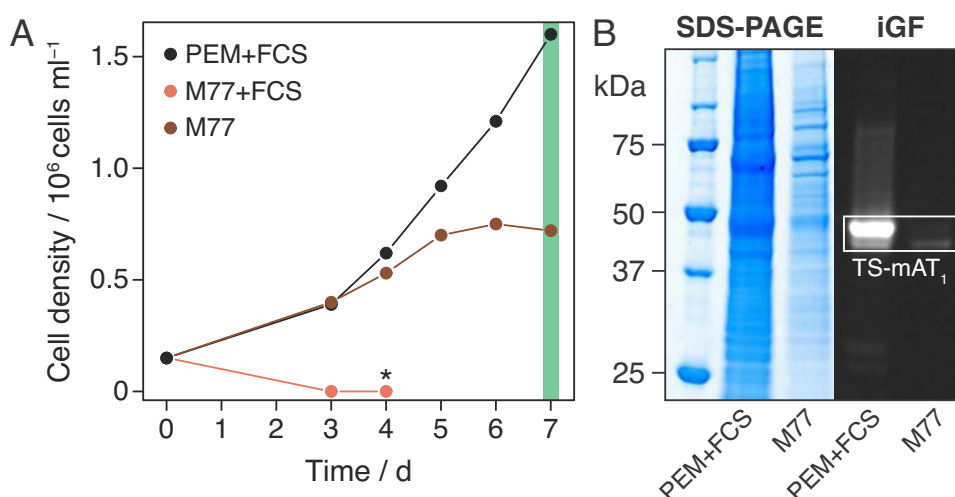 A
Cell density / 10⁶ cells ml⁻¹
1.5
1.0
0.5
0
PEM+FCS
M77+FCS
M77
*
0 1 2 3 4 5 6 7
Time / d
B
SDS-PAGE iGF
kDa
75
50
37
25
TS-mAT₁
PEM+FCS
M77
PEM+FCS
M77